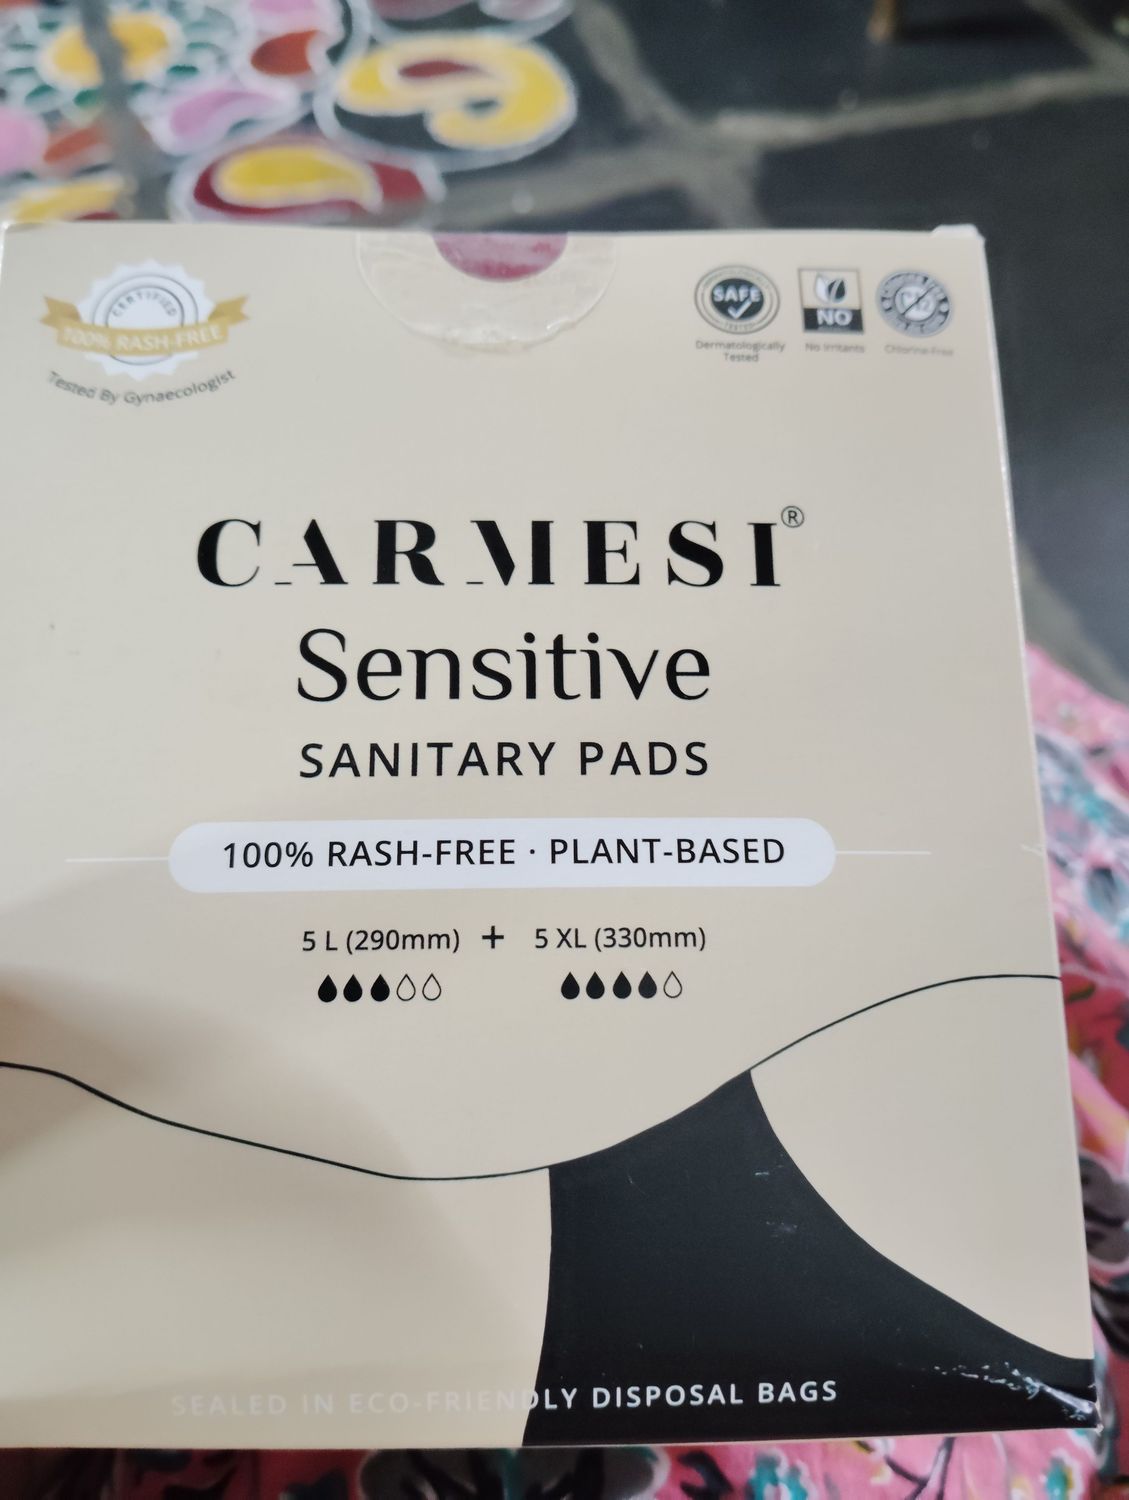 CERTIFIED
100% RASH-FREE
Tested By Gynaecologist
SAFE
TESTED
Dermatologically
Tested
NO
No Irritants
Chlorine-Free
CARMESI®
Sensitive
SANITARY PADS
100% RASH-FREE · PLANT-BASED
5 L (290mm) + 5 XL (330mm)
SEALED IN ECO-FRIENDLY DISPOSAL BAGS